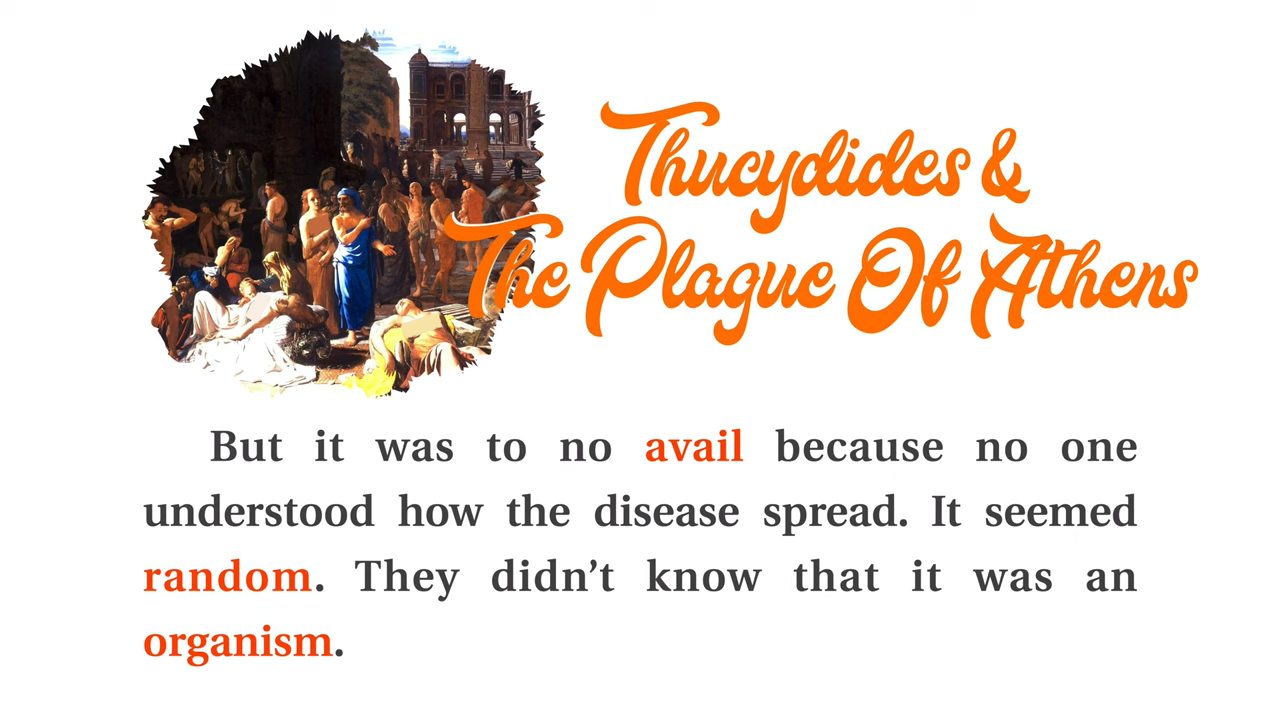 Thucydides &
The Plague Of Athens
But it was to no avail because no one
understood how the disease spread. It seemed
random. They didn’t know that it was an
organism.